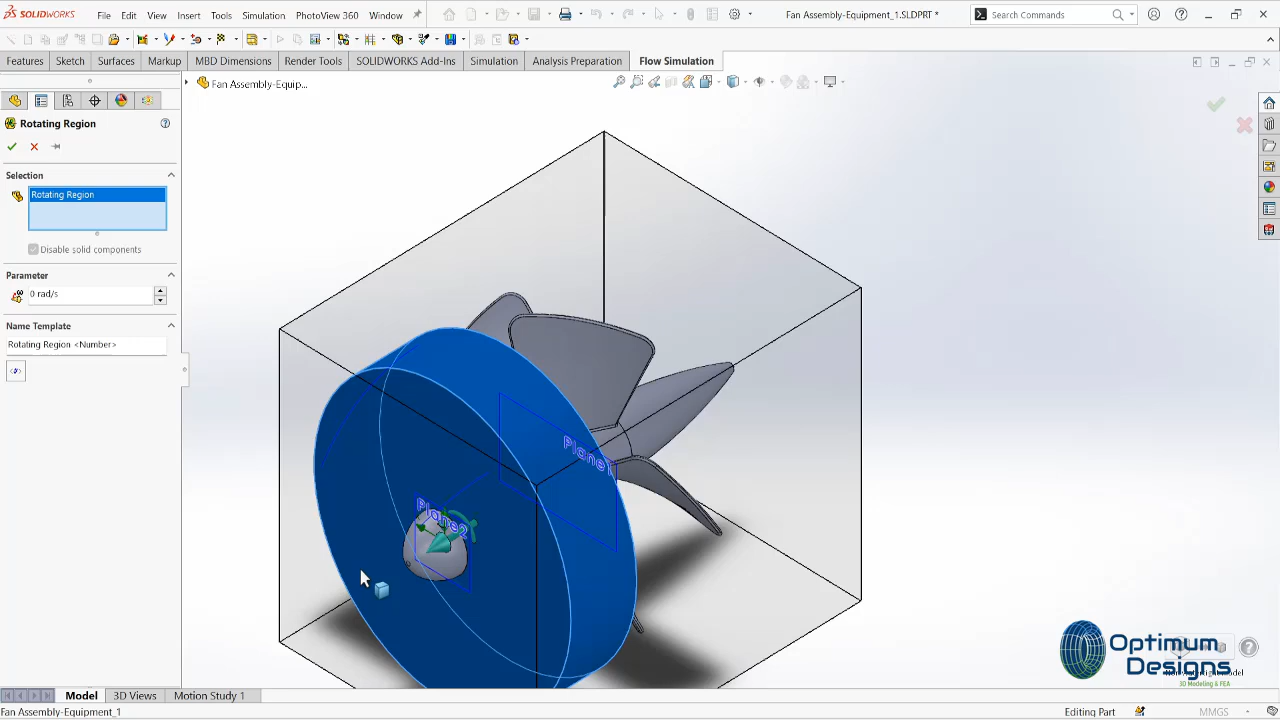 SOLIDWORKS File Edit View Insert Tools Simulation PhotoView 360 Window Fan Assembly-Equipment_1.SLDPRT * Search Commands
Features Sketch Surfaces Markup MBD Dimensions Render Tools SOLIDWORKS Add-Ins Simulation Analysis Preparation Flow Simulation
Fan Assembly-Equip...
Rotating Region
Selection
Rotating Region
Disable solid components
Parameter
0 rad/s
Name Template
Rotating Region <Number>
Plane1
Plane2
Optimum
Designs
3D Modeling & FEA
Model 3D Views Motion Study 1
Fan Assembly-Equipment_1 Editing Part MMGS